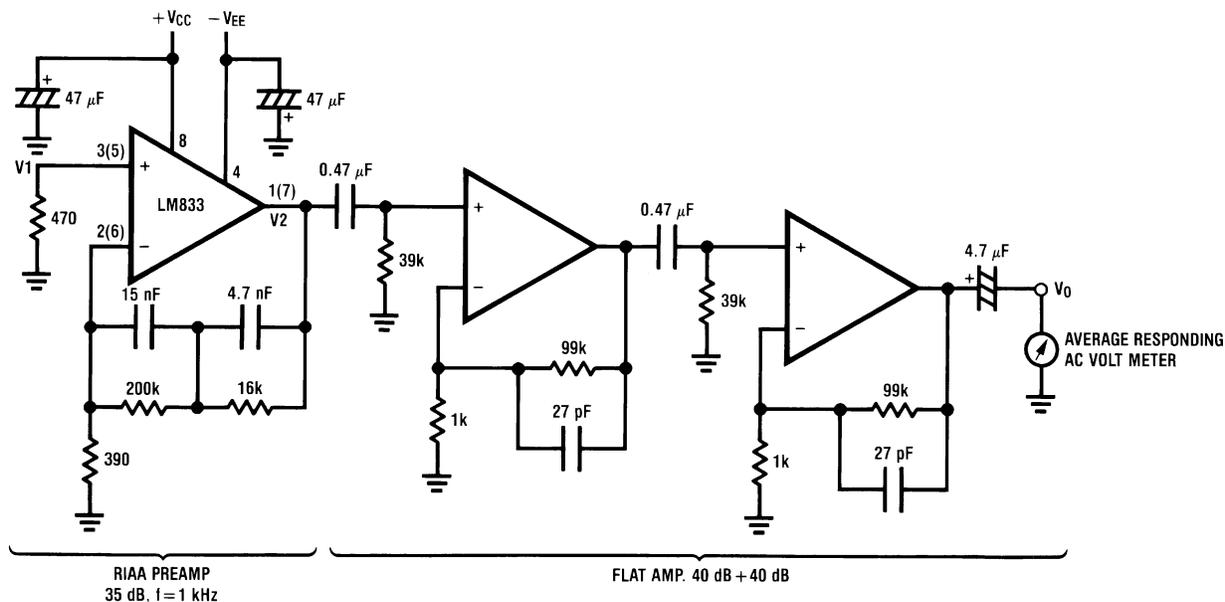 +VCC
−VEE
+
47 μF
+
47 μF
8
3(5)
V1
+
4
0.47 μF
470
LM833
1(7)
V2
+
0.47 μF
2(6)
−
39k
+
4.7 μF
+
VO
15 nF
4.7 nF
−
39k
AVERAGE RESPONDING
AC VOLT METER
−
99k
200k
16k
1k
27 pF
99k
390
1k
27 pF
RIAA PREAMP
35 dB, f=1 kHz
FLAT AMP. 40 dB+40 dB